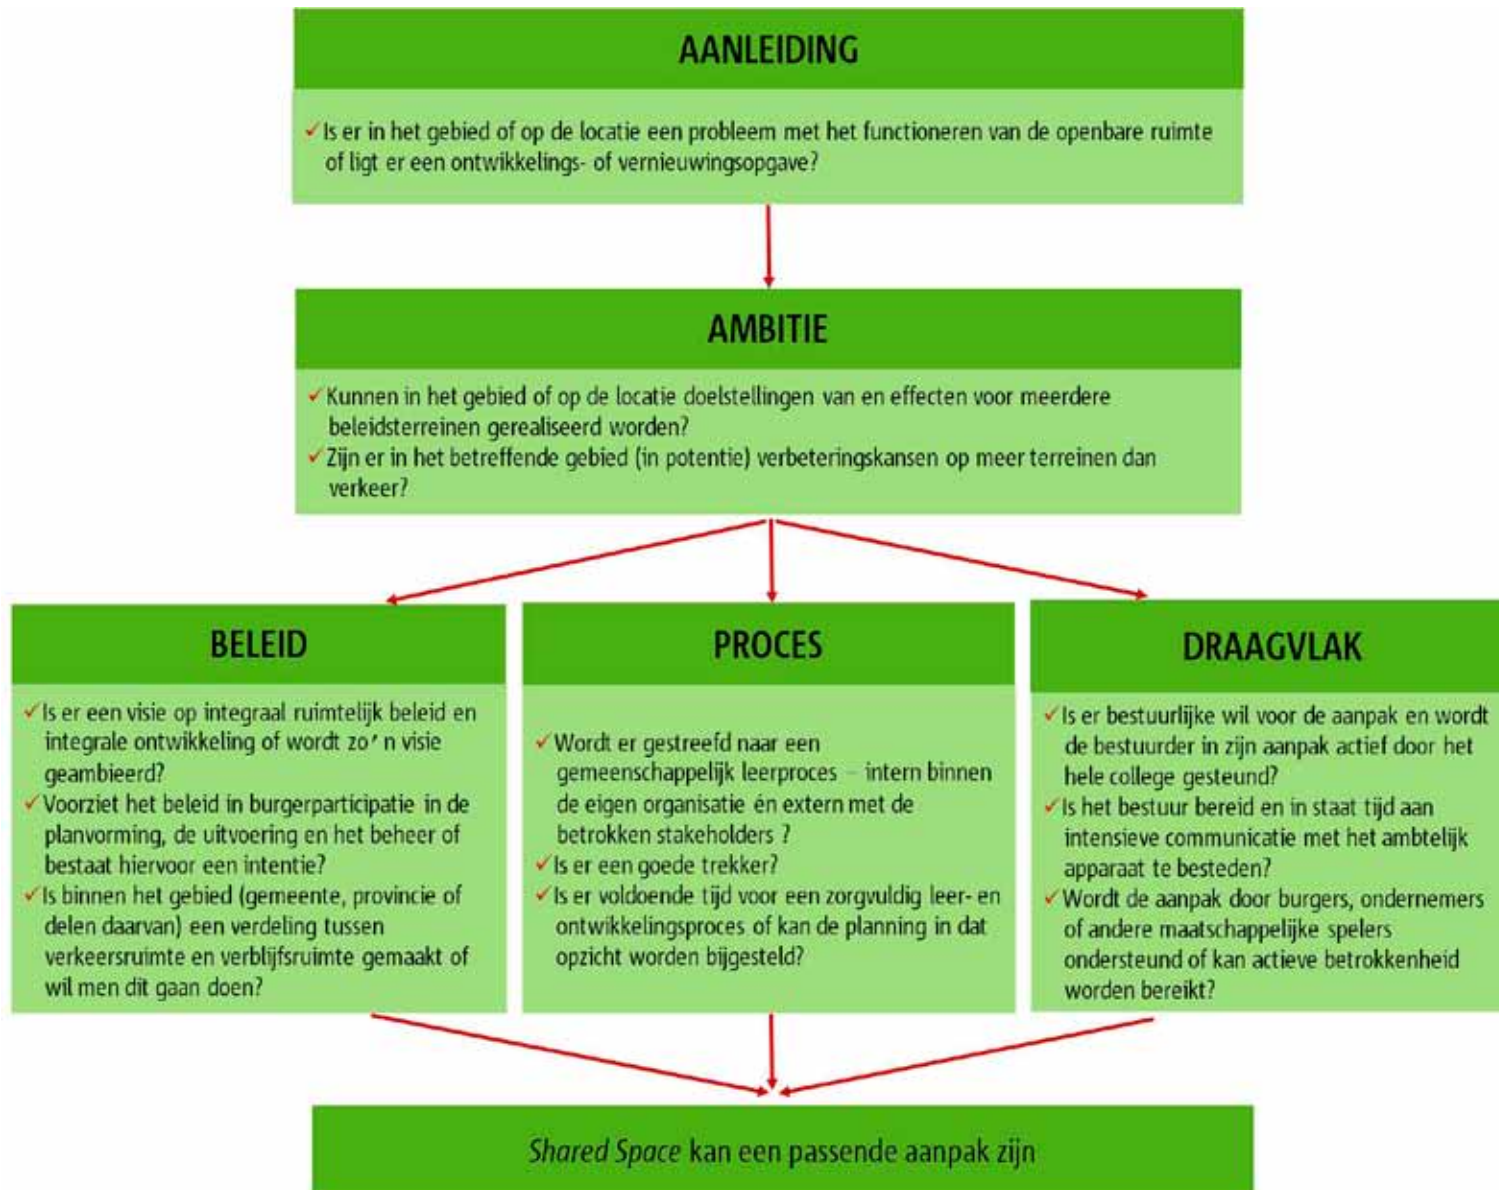 AANLEIDING
✓Is er in het gebied of op de locatie een probleem met het functioneren van de openbare ruimte
of ligt er een ontwikkelings- of vernieuwingsopgave?
AMBITIE
✓Kunnen in het gebied of op de locatie doelstellingen van en effecten voor meerdere
beleidsterreinen gerealiseerd worden?
✓Zijn er in het betreffende gebied (in potentie) verbeteringskansen op meer terreinen dan
verkeer?
BELEID
✓Is er een visie op integraal ruimtelijk beleid en
integrale ontwikkeling of wordt zo'n visie
geambieerd?
✓Voorziet het beleid in burgerparticipatie in de
planvorming, de uitvoering en het beheer of
bestaat hiervoor een intentie?
✓Is binnen het gebied (gemeente, provincie of
delen daarvan) een verdeling tussen
verkeersruimte en verblijfsruimte gemaakt of
wil men dit gaan doen?
PROCES
✓Wordt er gestreefd naar een
gemeenschappelijk leerproces – intern binnen
de eigen organisatie én extern met de
betrokken stakeholders ?
✓Is er een goede trekker?
✓Is er voldoende tijd voor een zorgvuldig leer- en
ontwikkelingsproces of kan de planning in dat
opzicht worden bijgesteld?
DRAAGVLAK
✓Is er bestuurlijke wil voor de aanpak en wordt
de bestuurder in zijn aanpak actief door het
hele college gesteund?
✓Is het bestuur bereid en in staat tijd aan
intensieve communicatie met het ambtelijk
apparaat te besteden?
✓Wordt de aanpak door burgers, ondernemers
of andere maatschappelijke spelers
ondersteund of kan actieve betrokkenheid
worden bereikt?
Shared Space kan een passende aanpak zijn